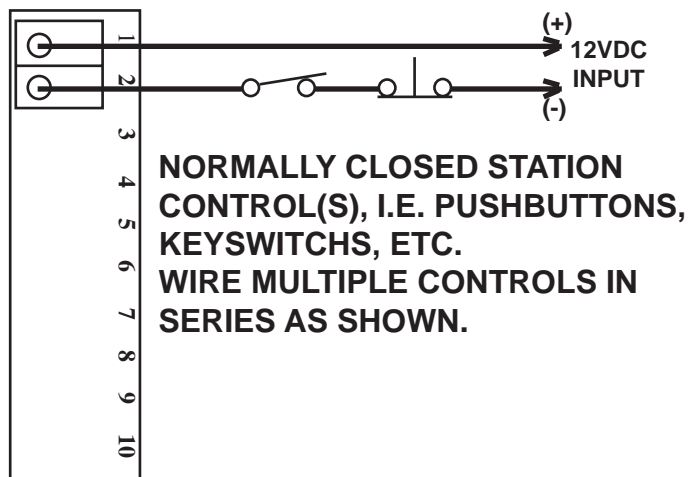 (+)
1
12VDC
2
INPUT
(-)
3
4
5
6
7
8
9
10
NORMALLY CLOSED STATION
CONTROL(S), I.E. PUSHBUTTONS,
KEYSWITCHS, ETC.
WIRE MULTIPLE CONTROLS IN
SERIES AS SHOWN.